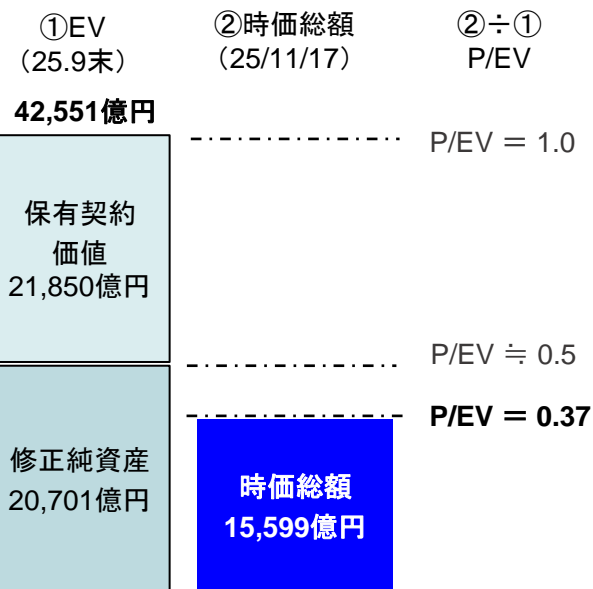 ①EV
（25.9末）
②時価総額
（25/11/17）
②÷①
P/EV
42,551億円
P/EV ＝ 1.0
保有契約
価値
21,850億円
P/EV ≒ 0.5
P/EV ＝ 0.37
修正純資産
20,701億円
時価総額
15,599億円